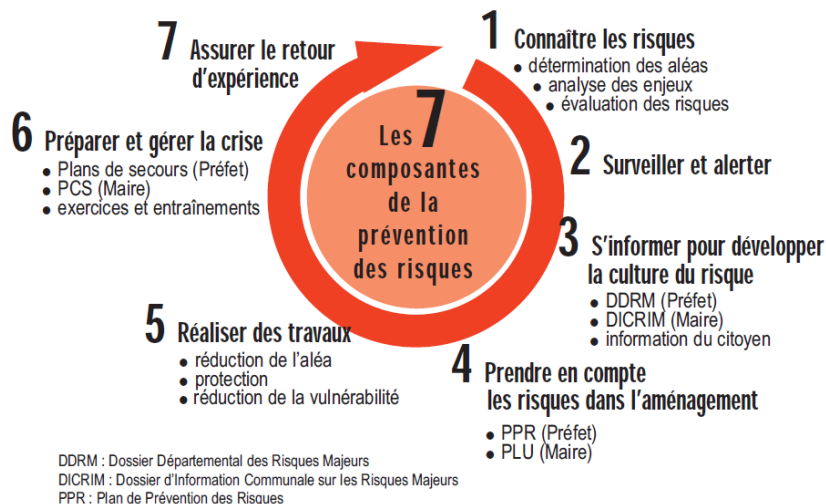 1 Connaître les risques
● détermination des aléas
● analyse des enjeux
● évaluation des risques
2 Surveiller et alerter
3 S'informer pour développer
la culture du risque
● DDRM (Préfet)
● DICRIM (Maire)
● information du citoyen
4 Prendre en compte
les risques dans l'aménagement
● PPR (Préfet)
● PLU (Maire)
5 Réaliser des travaux
● réduction de l'aléa
● protection
● réduction de la vulnérabilité
6 Préparer et gérer la crise
● Plans de secours (Préfet)
● PCS (Maire)
● exercices et entraînements
7 Assurer le retour
d'expérience
Les 7
composantes
de la
prévention
des risques
DDRM : Dossier Départemental des Risques Majeurs
DICRIM : Dossier d'Information Communale sur les Risques Majeurs
PPR : Plan de Prévention des Risques